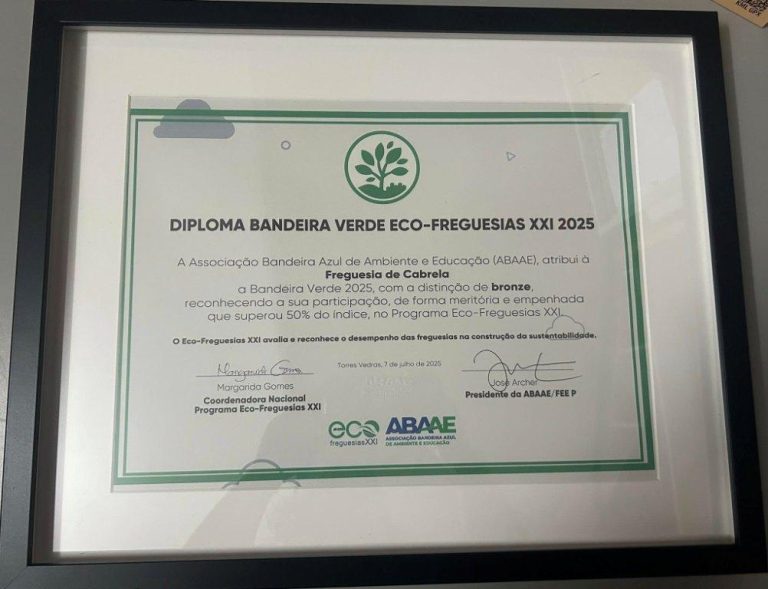 KML GPX
DIPLOMA BANDEIRA VERDE ECO-FREGUESIAS XXI 2025
A Associação Bandeira Azul de Ambiente e Educação (ABAAE), atribui à
Freguesia de Cabrela
a Bandeira Verde 2025, com a distinção de bronze,
reconhecendo a sua participação, de forma meritória e empenhada
que superou 50% do índice, no Programa Eco-Freguesias XXI.
O Eco-Freguesias XXI avalia e reconhece o desempenho das freguesias na construção da sustentabilidade.
Margarida Gomes
Torres Vedras, 7 de julho de 2025
Margarida Gomes
Coordenadora Nacional
Programa Eco-Freguesias XXI
José Archer
Presidente da ABAAE/FEE P
eco
freguesiasXXI
ABAAE
ASSOCIAÇÃO BANDEIRA AZUL
DE AMBIENTE E EDUCAÇÃO